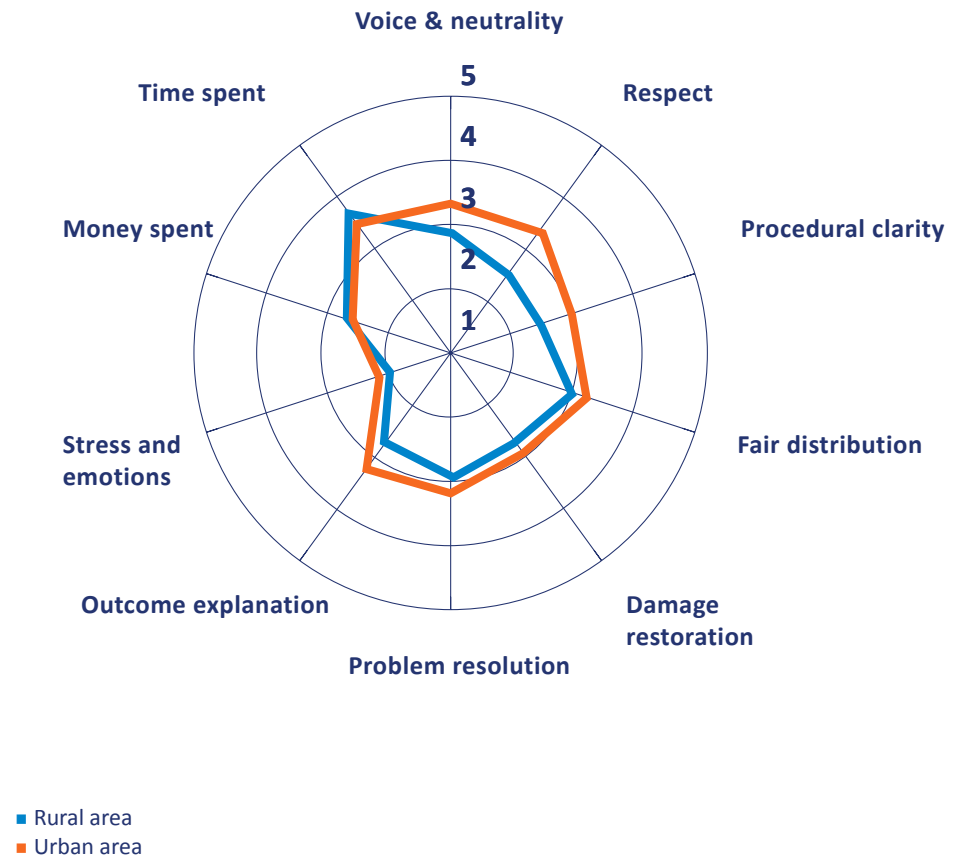 Voice & neutrality
5
Time spent
Respect
4
3
Money spent
Procedural clarity
2
1
Stress and
emotions
Fair distribution
Outcome explanation
Damage
restoration
Problem resolution
Rural area
Urban area